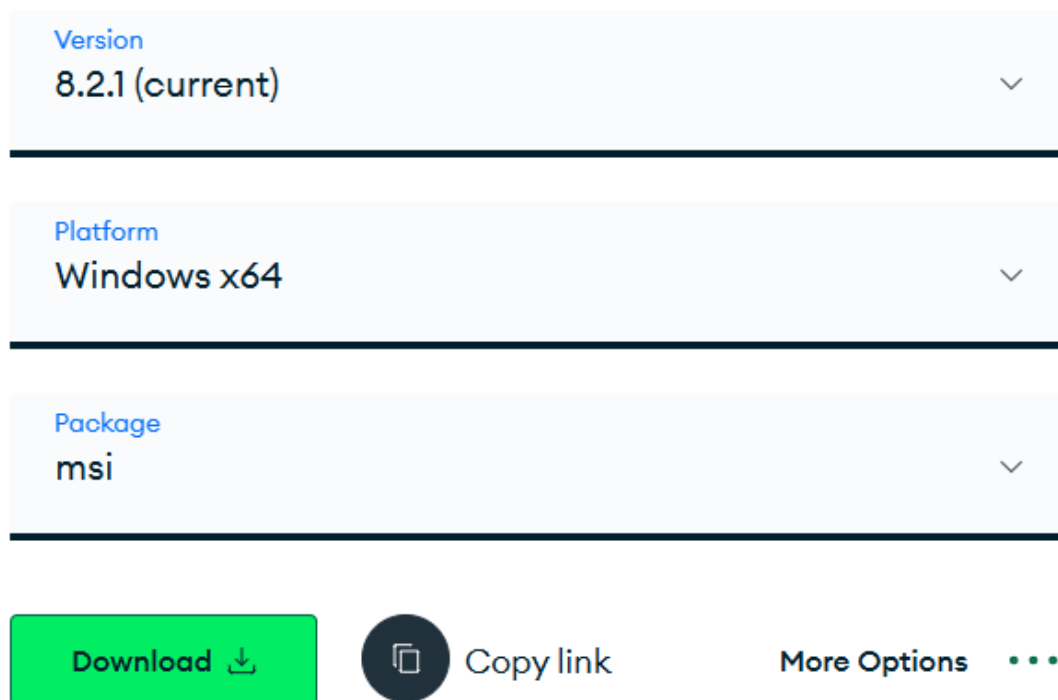 Version
8.2.1 (current)
Platform
Windows x64
Package
msi
Download
Copy link
More Options